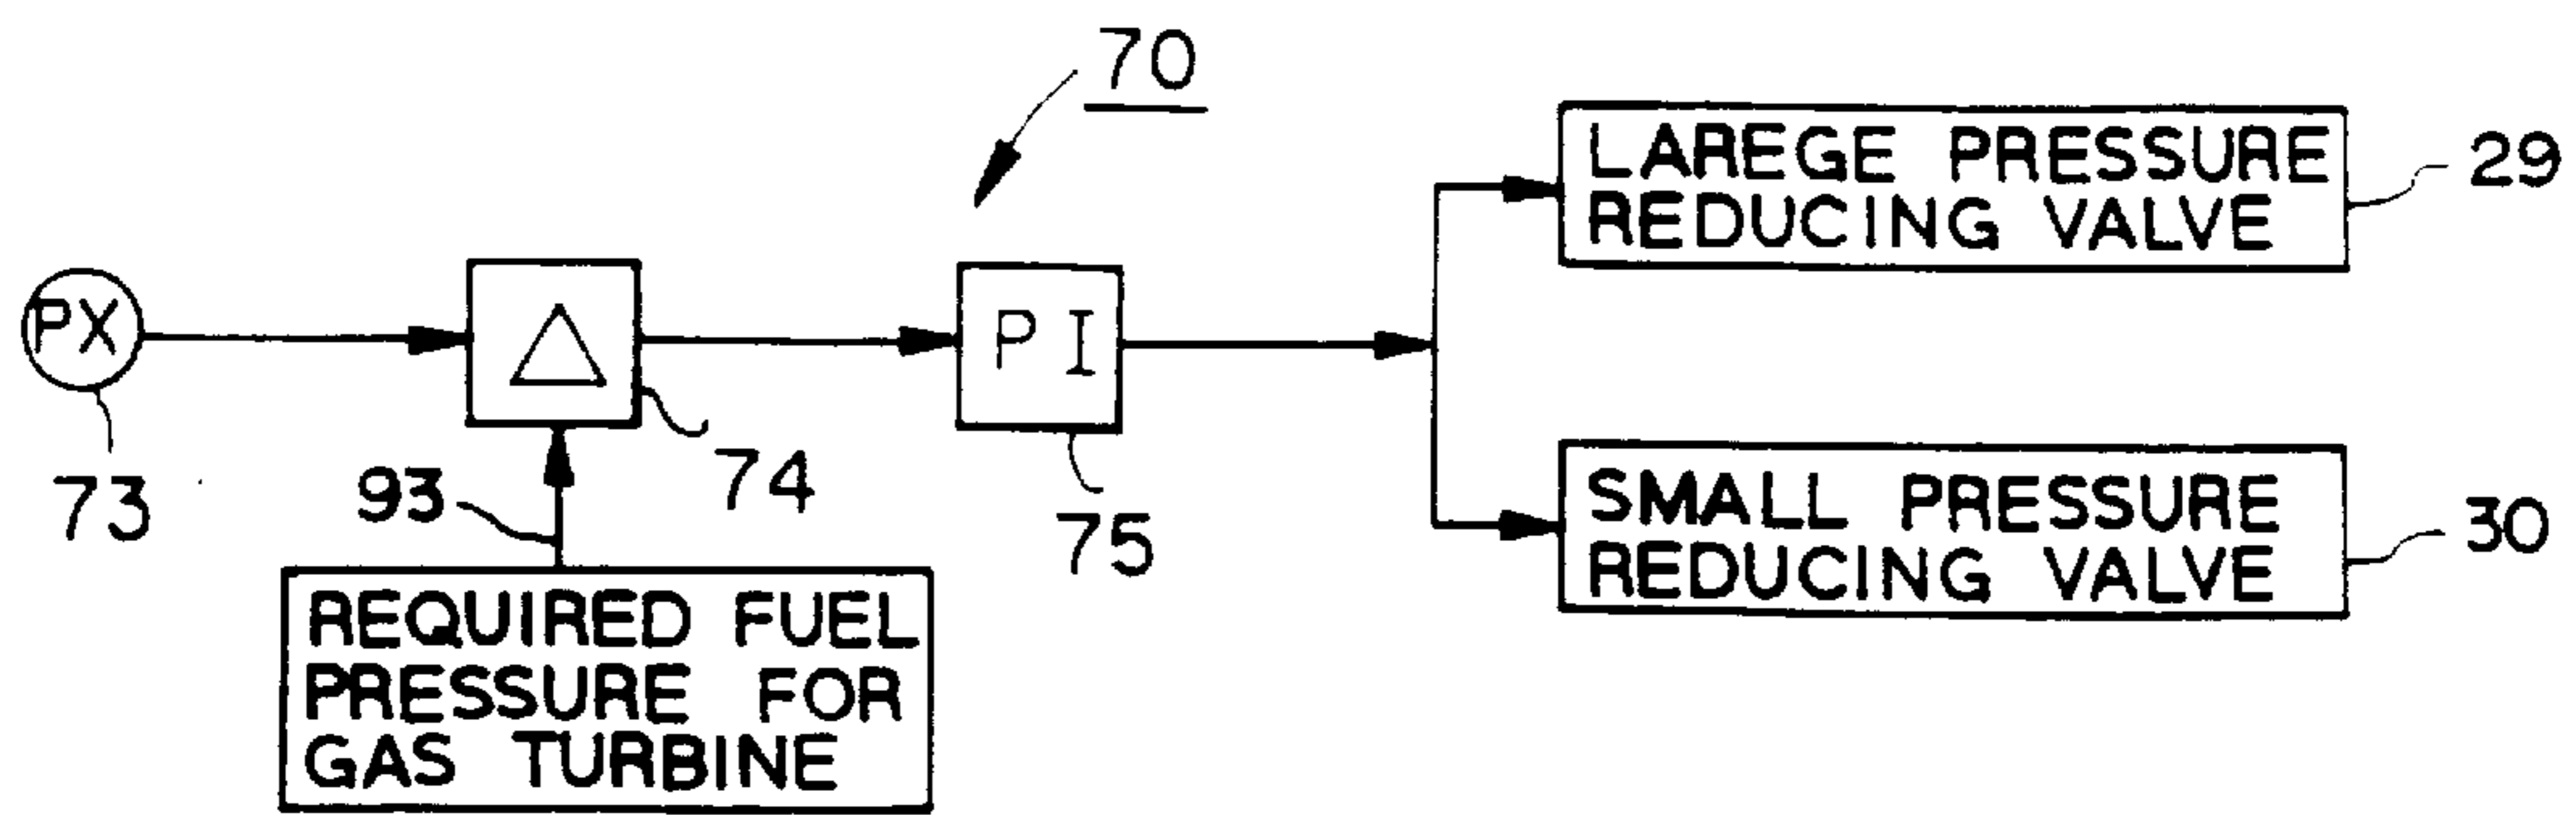 70
LAREGE PRESSURE
REDUCING VALVE
29
PX
73
△
74
93
PI
75
SMALL PRESSURE
REDUCING VALVE
30
REQUIRED FUEL
PRESSURE FOR
GAS TURBINE